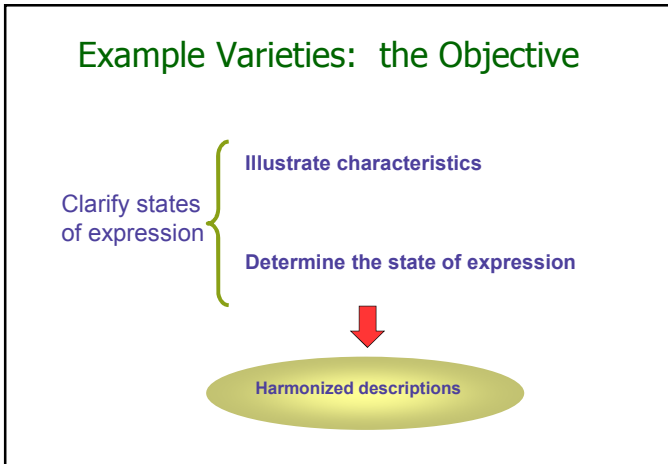 Example Varieties: the Objective
Illustrate characteristics
Clarify states
of expression
Determine the state of expression
Harmonized descriptions